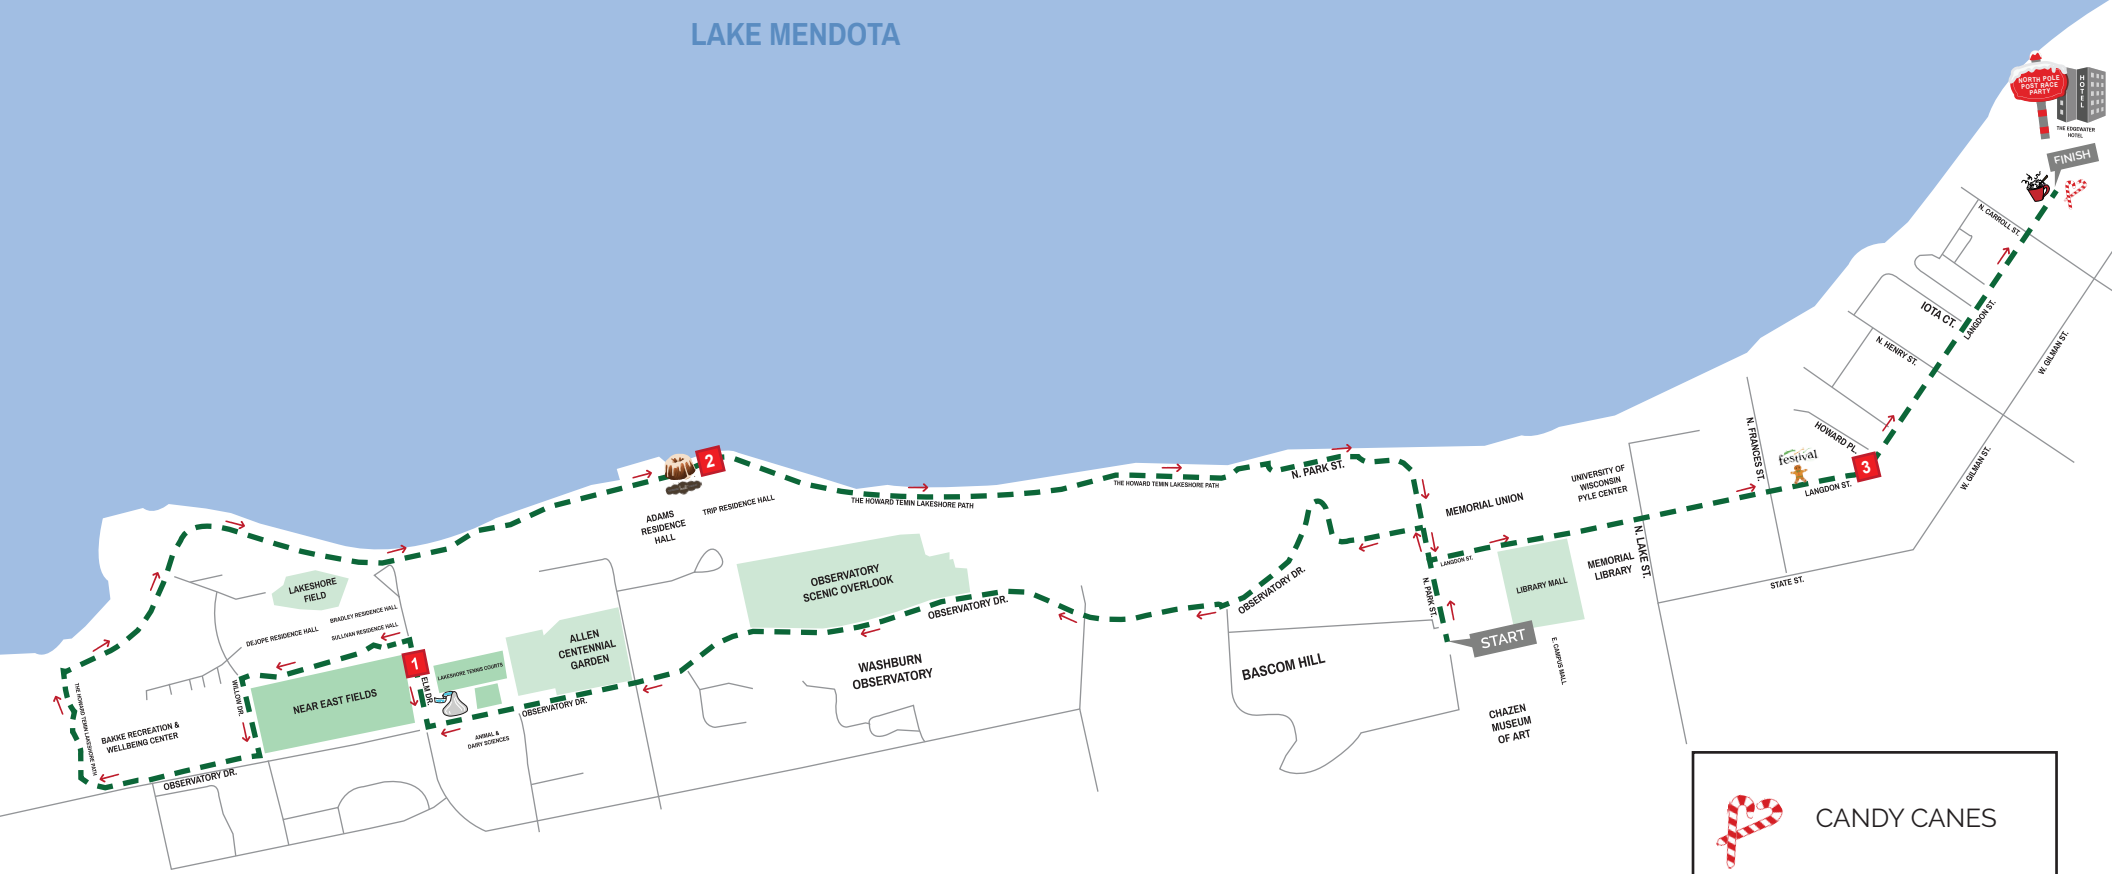 LAKE MENDOTA
NORTH POLE
POST RACE
PARTY
HOTEL
THE EDGEWATER
HOTEL
FINISH
N. CARROLL ST.
IOTA CT.
LANGDON ST.
N. HENRY ST.
W. GILMAN ST.
HOWARD PL.
N. FRANCES ST.
festival
3
LANGDON ST.
W. GILMAN ST.
2
ADAMS
RESIDENCE
HALL
TRIP RESIDENCE HALL
THE HOWARD TEMIN LAKESHORE PATH
THE HOWARD TEMIN LAKESHORE PATH
N. PARK ST.
MEMORIAL UNION
UNIVERSITY OF
WISCONSIN
PYLE CENTER
N. LAKE ST.
MEMORIAL
LIBRARY
LANGDON ST.
LIBRARY MALL
STATE ST.
N. PARK ST.
START
E.CAMPUS MALL
CHAZEN
MUSEUM
OF ART
BASCOM HILL
OBSERVATORY DR.
OBSERVATORY
SCENIC OVERLOOK
OBSERVATORY DR.
WASHBURN
OBSERVATORY
ALLEN
CENTENNIAL
GARDEN
LAKESHORE
FIELD
BRADLEY RESIDENCE HALL
DEJOPE RESIDENCE HALL
SULLIVAN RESIDENCE HALL
1
LAKESHORE TENNIS COURTS
ELM DR.
OBSERVATORY DR.
ANIMAL &
DAIRY SCIENCES
NEAR EAST FIELDS
WILLOW DR.
THE HOWARD TEMIN LAKESHORE PATH
BAKKE RECREATION &
WELLBEING CENTER
OBSERVATORY DR.
CANDY CANES